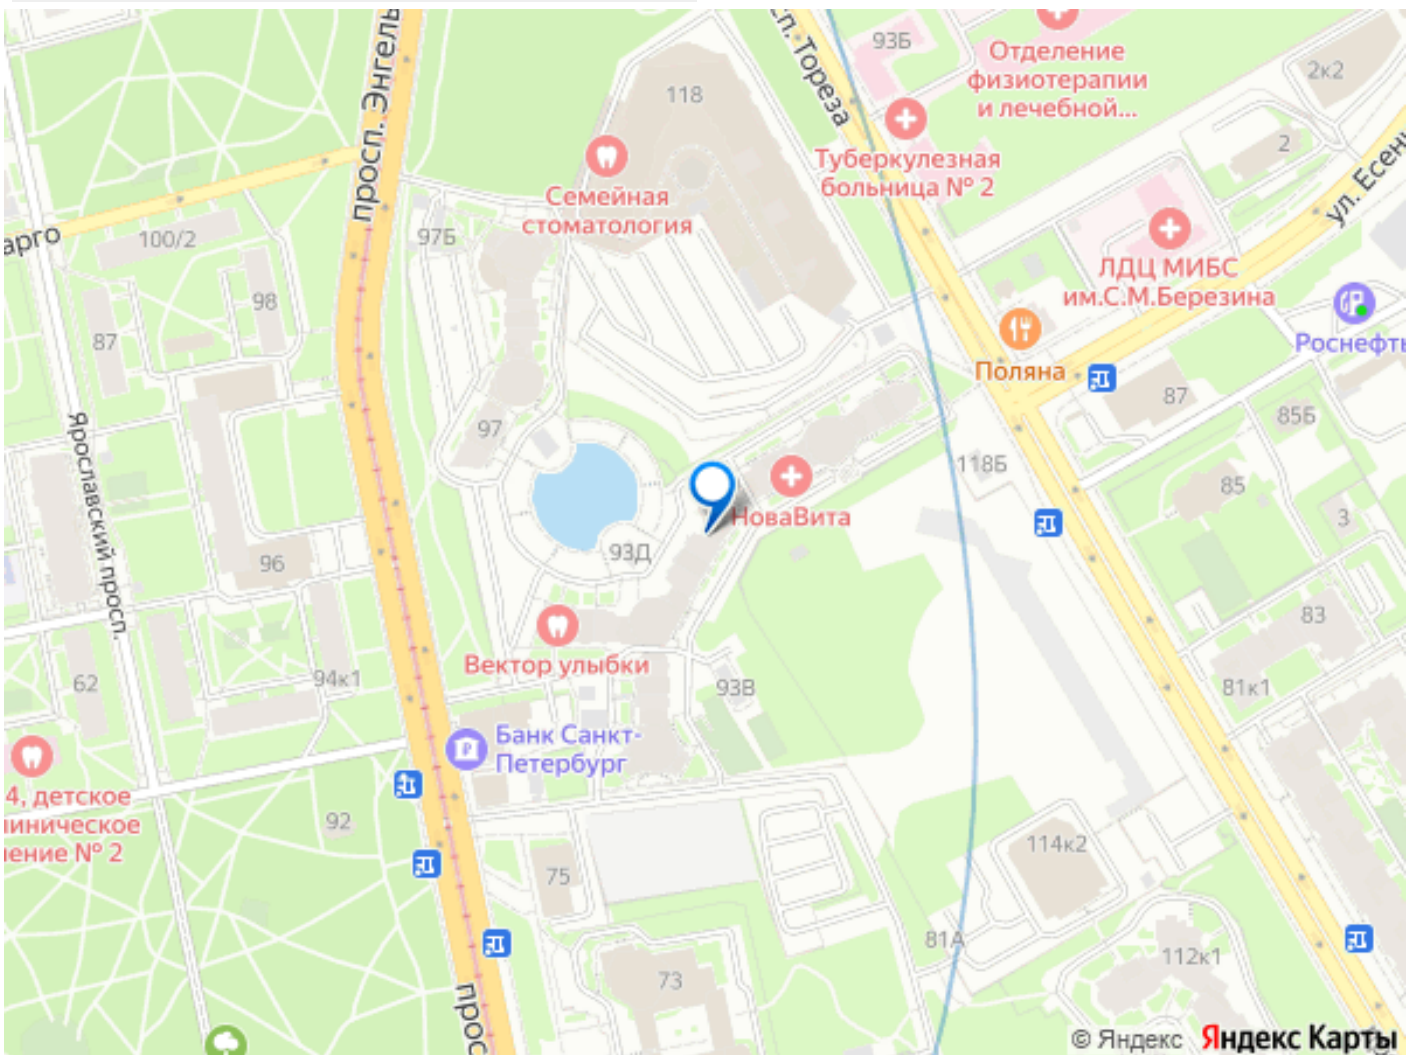 просп. Энгель
сп. Тореза
93Б
Отделение
физиотерапии
и лечебной...
2к2
118
Туберкулезная
больница № 2
2
ул. Есен
Семейная
стоматология
арго
100/2
97Б
ЛДЦ МИБС
им.С.М.Березина
98
87
Роснефть
Поляна
87
85Б
97
Ярославский просп.
118Б
85
3
НоваВита
93Д
96
83
Вектор улыбки
62
94к1
93В
81к1
Банк Санкт-
Петербург
4, детское
линическое
ение № 2
92
114к2
75
81А
112к1
73
прос
© Яндекс Яндекс Карты